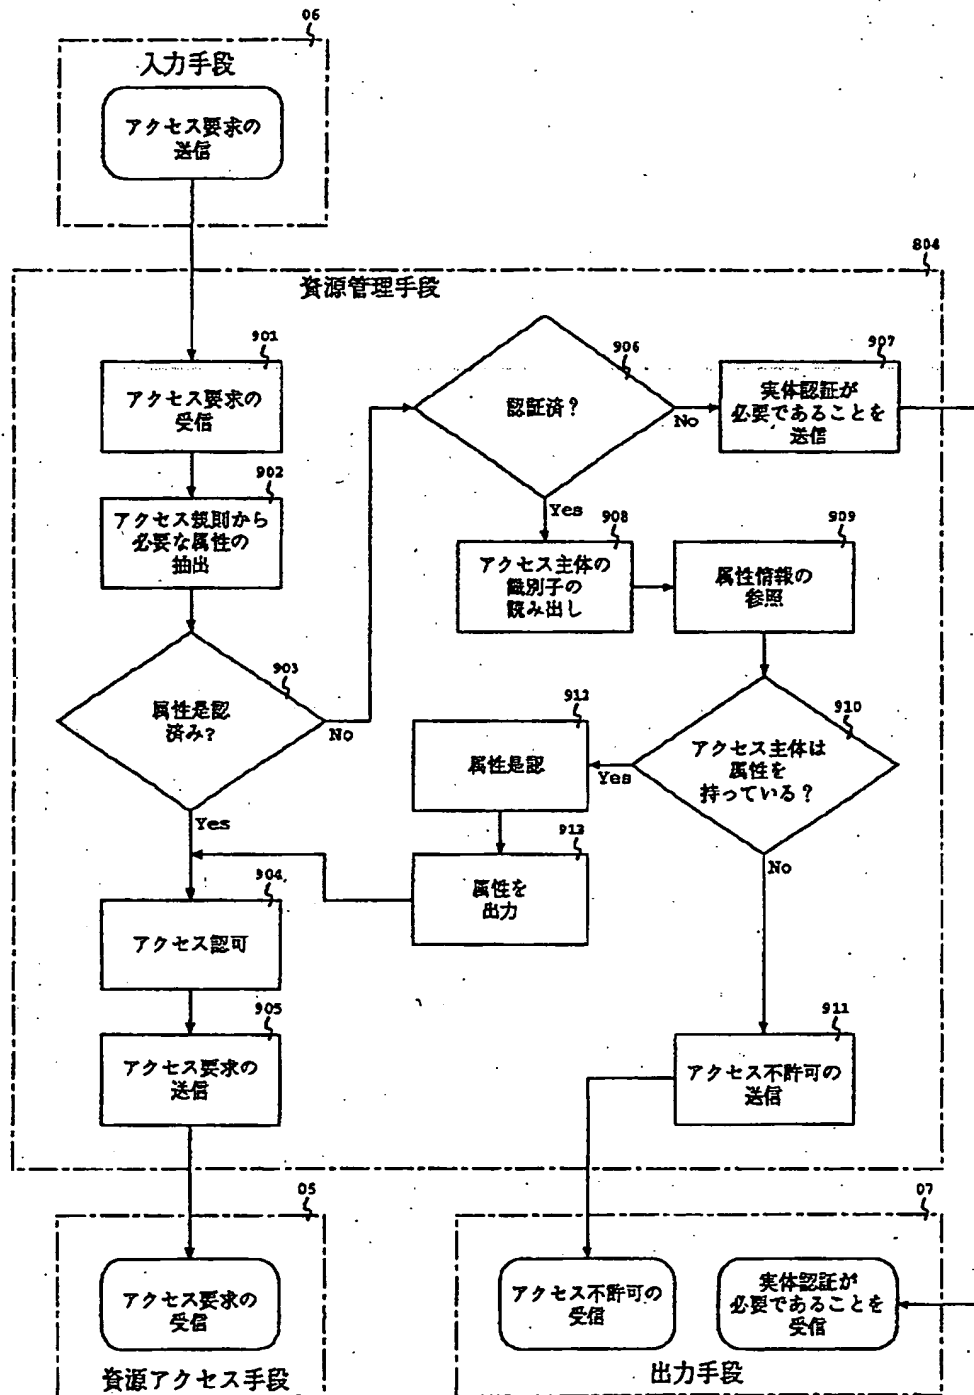 06
入力手段
アクセス要求の
送信
804
資源管理手段
901
アクセス要求の
受信
902
アクセス規則から
必要な属性の
抽出
903
属性是認
済み?
No
Yes
904
アクセス認可
905
アクセス要求の
送信
906
認証済?
No
Yes
907
実体認証が
必要であることを
送信
908
アクセス主体の
識別子の
読み出し
909
属性情報の
参照
910
アクセス主体は
属性を
持っている?
Yes
No
912
属性是認
913
属性を
出力
911
アクセス不許可の
送信
05
アクセス要求の
受信
資源アクセス手段
07
アクセス不許可の
受信
実体認証が
必要であることを
受信
出力手段